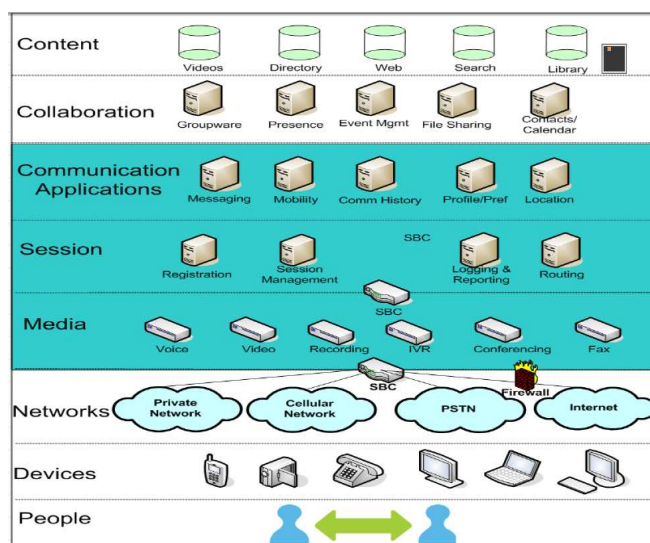 Content
Videos
Directory
Web
Search
Library
Collaboration
Groupware
Presence
Event Mgmt
File Sharing
Contacts/
Calendar
Communication
Applications
Messaging
Mobility
Comm History
Profile/Pref
Location
Session
SBC
Registration
Session
Management
Logging &
Reporting
Routing
SBC
Media
Voice
Video
Recording
IVR
Conferencing
Fax
SBC
Firewall
Networks
Private
Network
Cellular
Network
PSTN
Internet
Devices
People